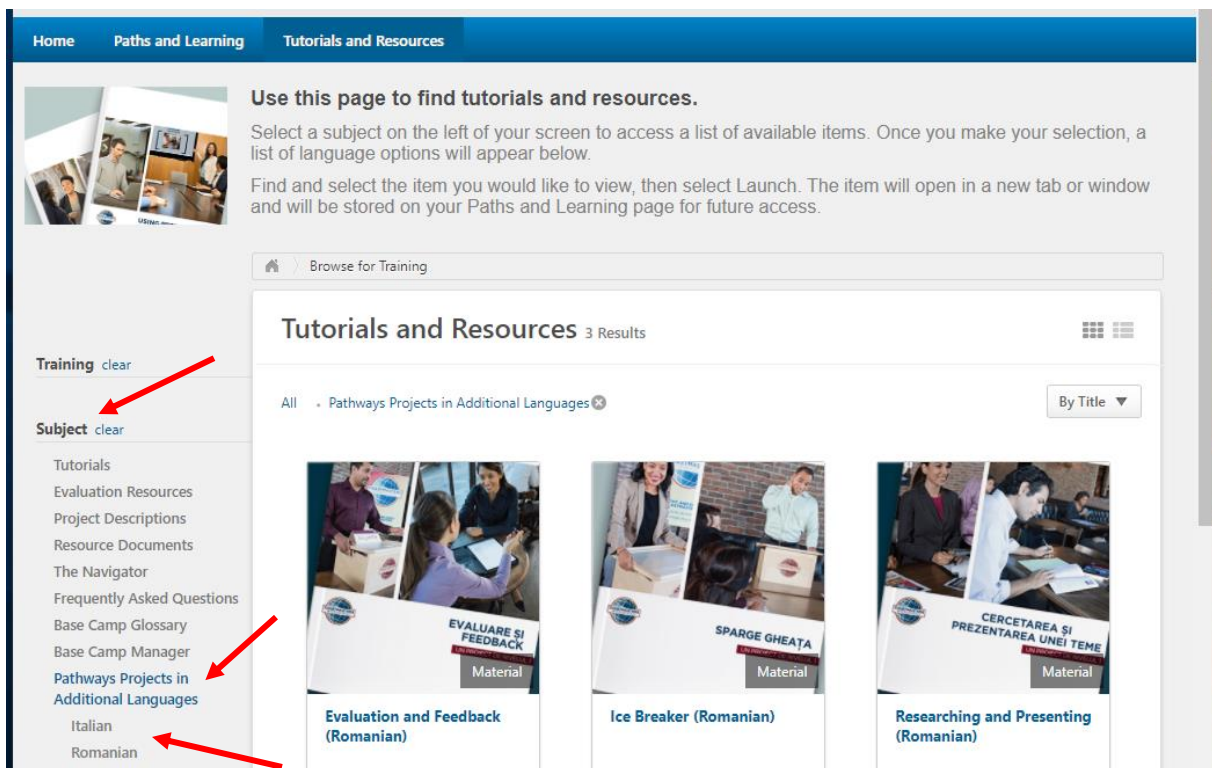 Home Paths and Learning Tutorials and Resources
Use this page to find tutorials and resources.
Select a subject on the left of your screen to access a list of available items. Once you make your selection, a
list of language options will appear below.
Find and select the item you would like to view, then select Launch. The item will open in a new tab or window
and will be stored on your Paths and Learning page for future access.
Browse for Training
Tutorials and Resources 3 Results
Training clear
All • Pathways Projects in Additional Languages
By Title
Subject clear
Tutorials
Evaluation Resources
Project Descriptions
Resource Documents
The Navigator
Frequently Asked Questions
Base Camp Glossary
Base Camp Manager
Pathways Projects in
Additional Languages
Italian
Romanian
EVALUARE ȘI
FEEDBACK
Material
Evaluation and Feedback
(Romanian)
SPARGE GHEAȚA
Material
Ice Breaker (Romanian)
CERCETAREA ȘI
PREZENTAREA UNEI TEME
Material
Researching and Presenting
(Romanian)